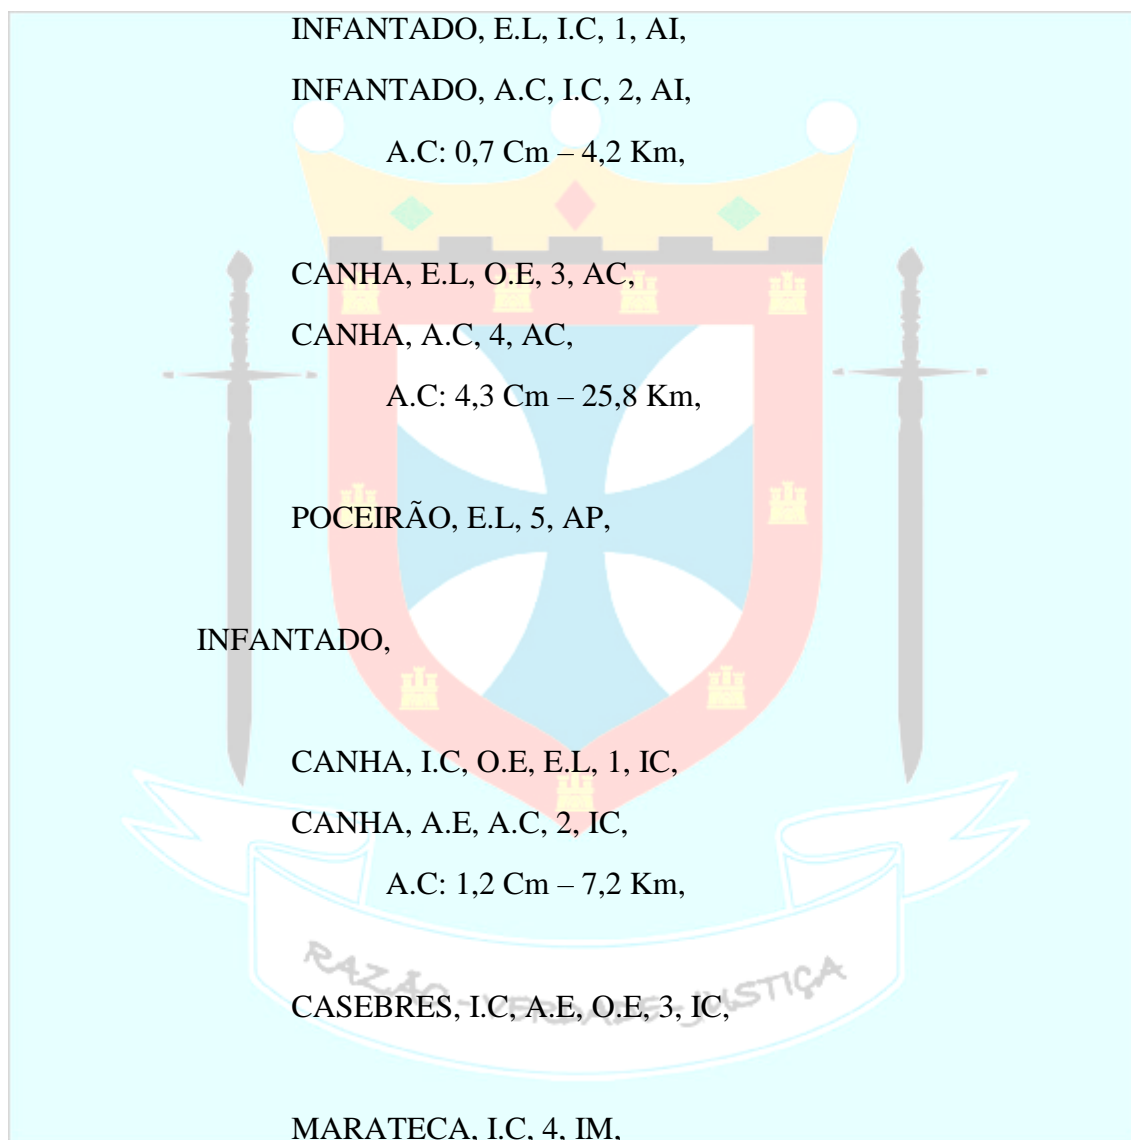 INFANTADO, E.L, I.C, 1, AI,
INFANTADO, A.C, I.C, 2, AI,
A.C: 0,7 Cm – 4,2 Km,
CANHA, E.L, O.E, 3, AC,
CANHA, A.C, 4, AC,
A.C: 4,3 Cm – 25,8 Km,
POCEIRÃO, E.L, 5, AP,
INFANTADO,
CANHA, I.C, O.E, E.L, 1, IC,
CANHA, A.E, A.C, 2, IC,
A.C: 1,2 Cm – 7,2 Km,
RAZÃO-VERDADE-JUSTIÇA
CASEBRES, I.C, A.E, O.E, 3, IC,
MARATECA, I.C, 4, IM,